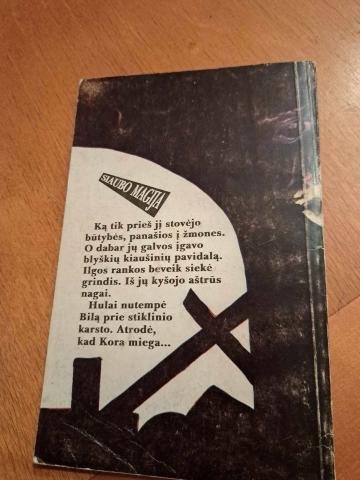 SIAUBO MAGIJA
Ką tik prieš jį stovėjo
būtybės, panašios į žmones.
O dabar jų galvos įgavo
blyškių kiaušinių pavidalą.
Ilgos rankos beveik siekė
grindis. Iš jų kyšojo aštrūs
nagai.
Hulai nutempė
Bilą prie stiklinio
karsto. Atrodė,
kad Kora miega...